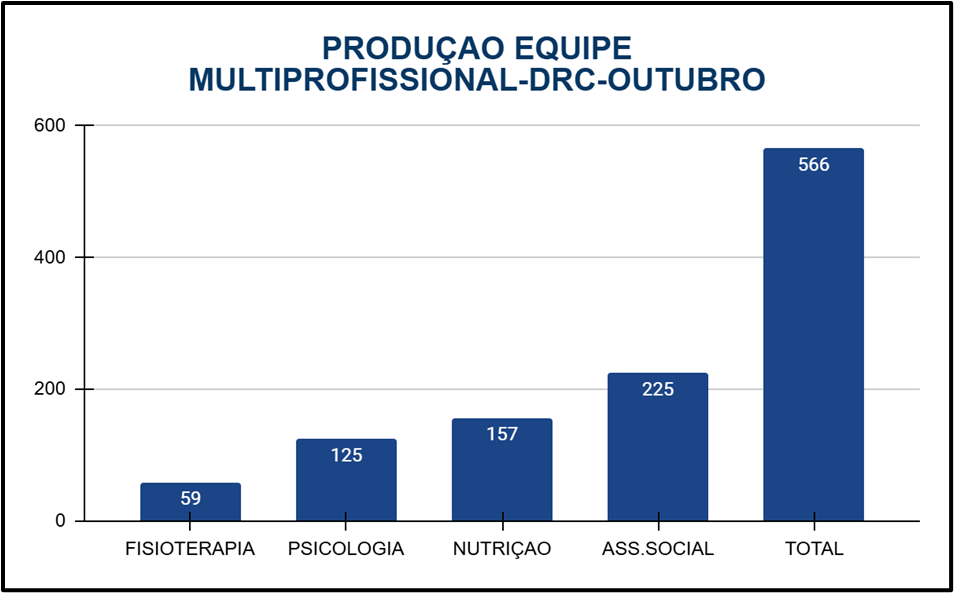 PRODUÇAO EQUIPE
MULTIPROFISSIONAL-DRC-OUTUBRO
600
400
200
0
59
125
157
225
566
FISIOTERAPIA
PSICOLOGIA
NUTRIÇAO
ASS.SOCIAL
TOTAL